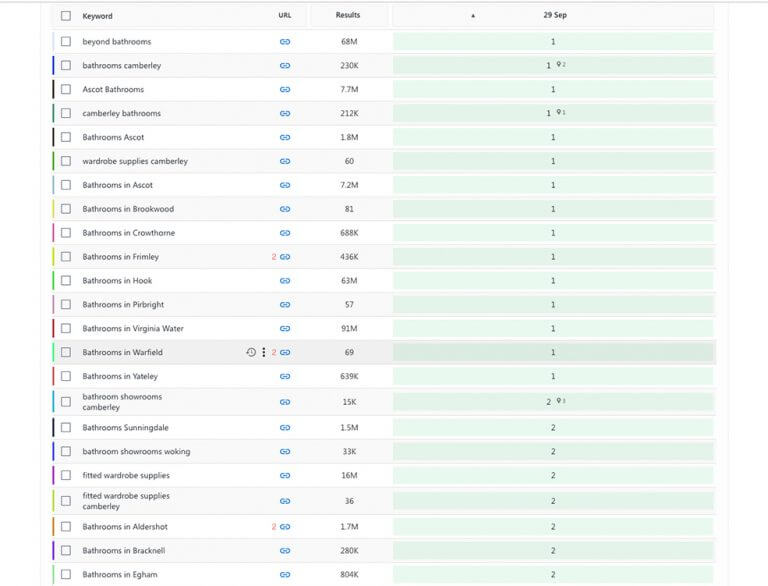 Keyword URL Results ▲ 29 Sep
beyond bathrooms 68M 1
bathrooms camberley 230K 1 2
Ascot Bathrooms 7.7M 1
camberley bathrooms 212K 1 1
Bathrooms Ascot 1.8M 1
wardrobe supplies camberley 60 1
Bathrooms in Ascot 7.2M 1
Bathrooms in Brookwood 81 1
Bathrooms in Crowthorne 688K 1
Bathrooms in Frimley 2 436K 1
Bathrooms in Hook 63M 1
Bathrooms in Pirbright 57 1
Bathrooms in Virginia Water 91M 1
Bathrooms in Warfield 2 69 1
Bathrooms in Yateley 639K 1
bathroom showrooms
camberley 15K 2 3
Bathrooms Sunningdale 1.5M 2
bathroom showrooms woking 33K 2
fitted wardrobe supplies 16M 2
fitted wardrobe supplies
camberley 36 2
Bathrooms in Aldershot 2 1.7M 2
Bathrooms in Bracknell 280K 2
Bathrooms in Egham 804K 2